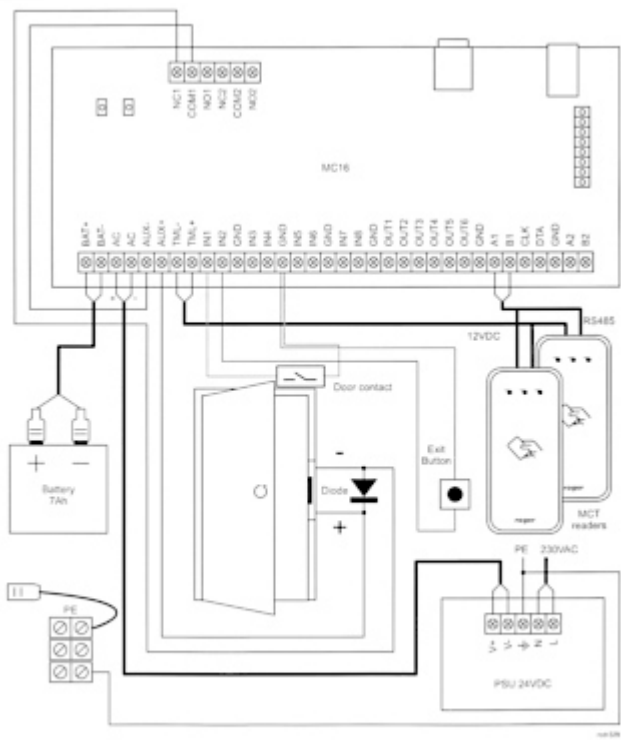 NC1 COM1 NO1 NC2 COM2 NO2
MC16
BAT+ BAT- AC AC AUX- AUX+ TML- TML+ IN1 IN2 GND IN3 IN4 GND IN5 IN6 GND IN7 IN8 GND OUT1 OUT2 OUT3 OUT4 OUT5 OUT6 GND A1 B1 CLK DTA GND A2 B2
+ -
12VDC
RS485
Door contact
Exit
Button
-
Diode
+
+ -
Battery
7Ah
roger
roger
MCT
readers
PE 230VAC
PE
V+ V- N L
PSU 24VDC